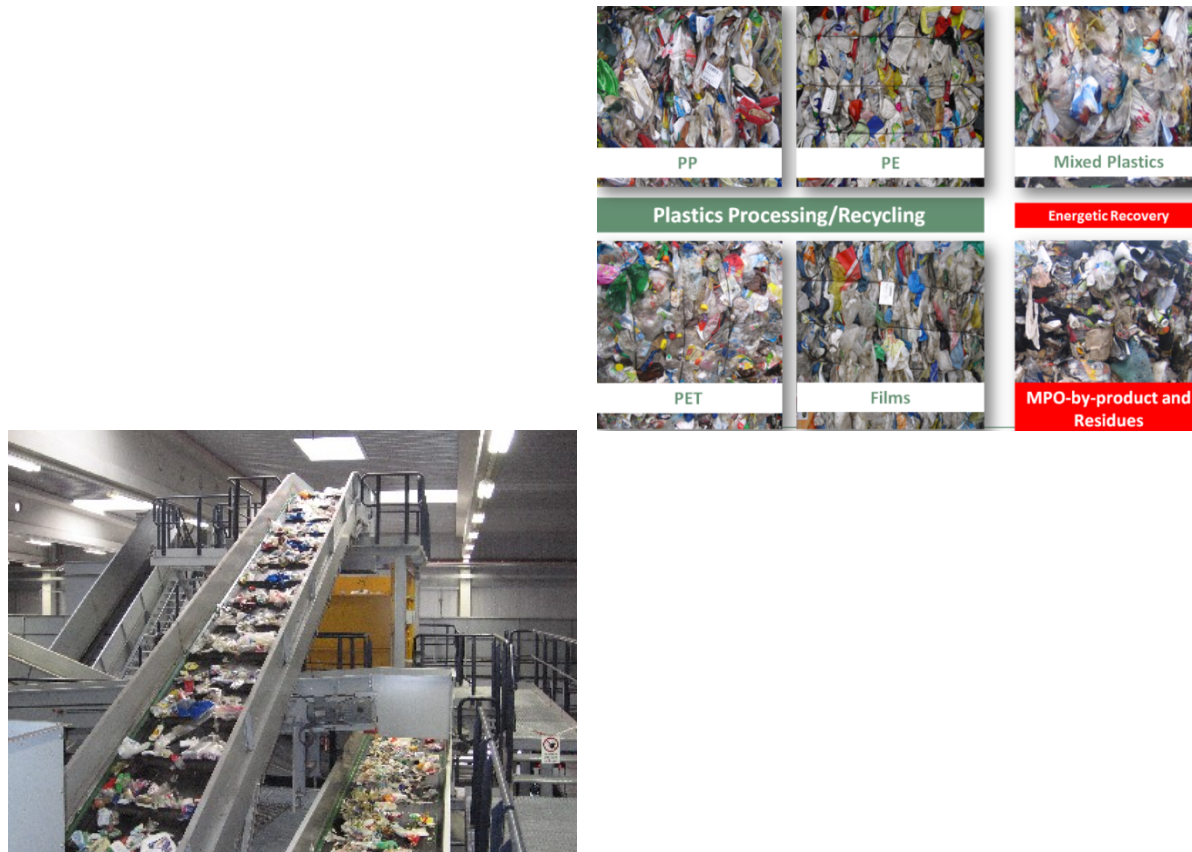 PP
PE
Mixed Plastics
Plastics Processing/Recycling
Energetic Recovery
PET
Films
MPO-by-product and
Residues